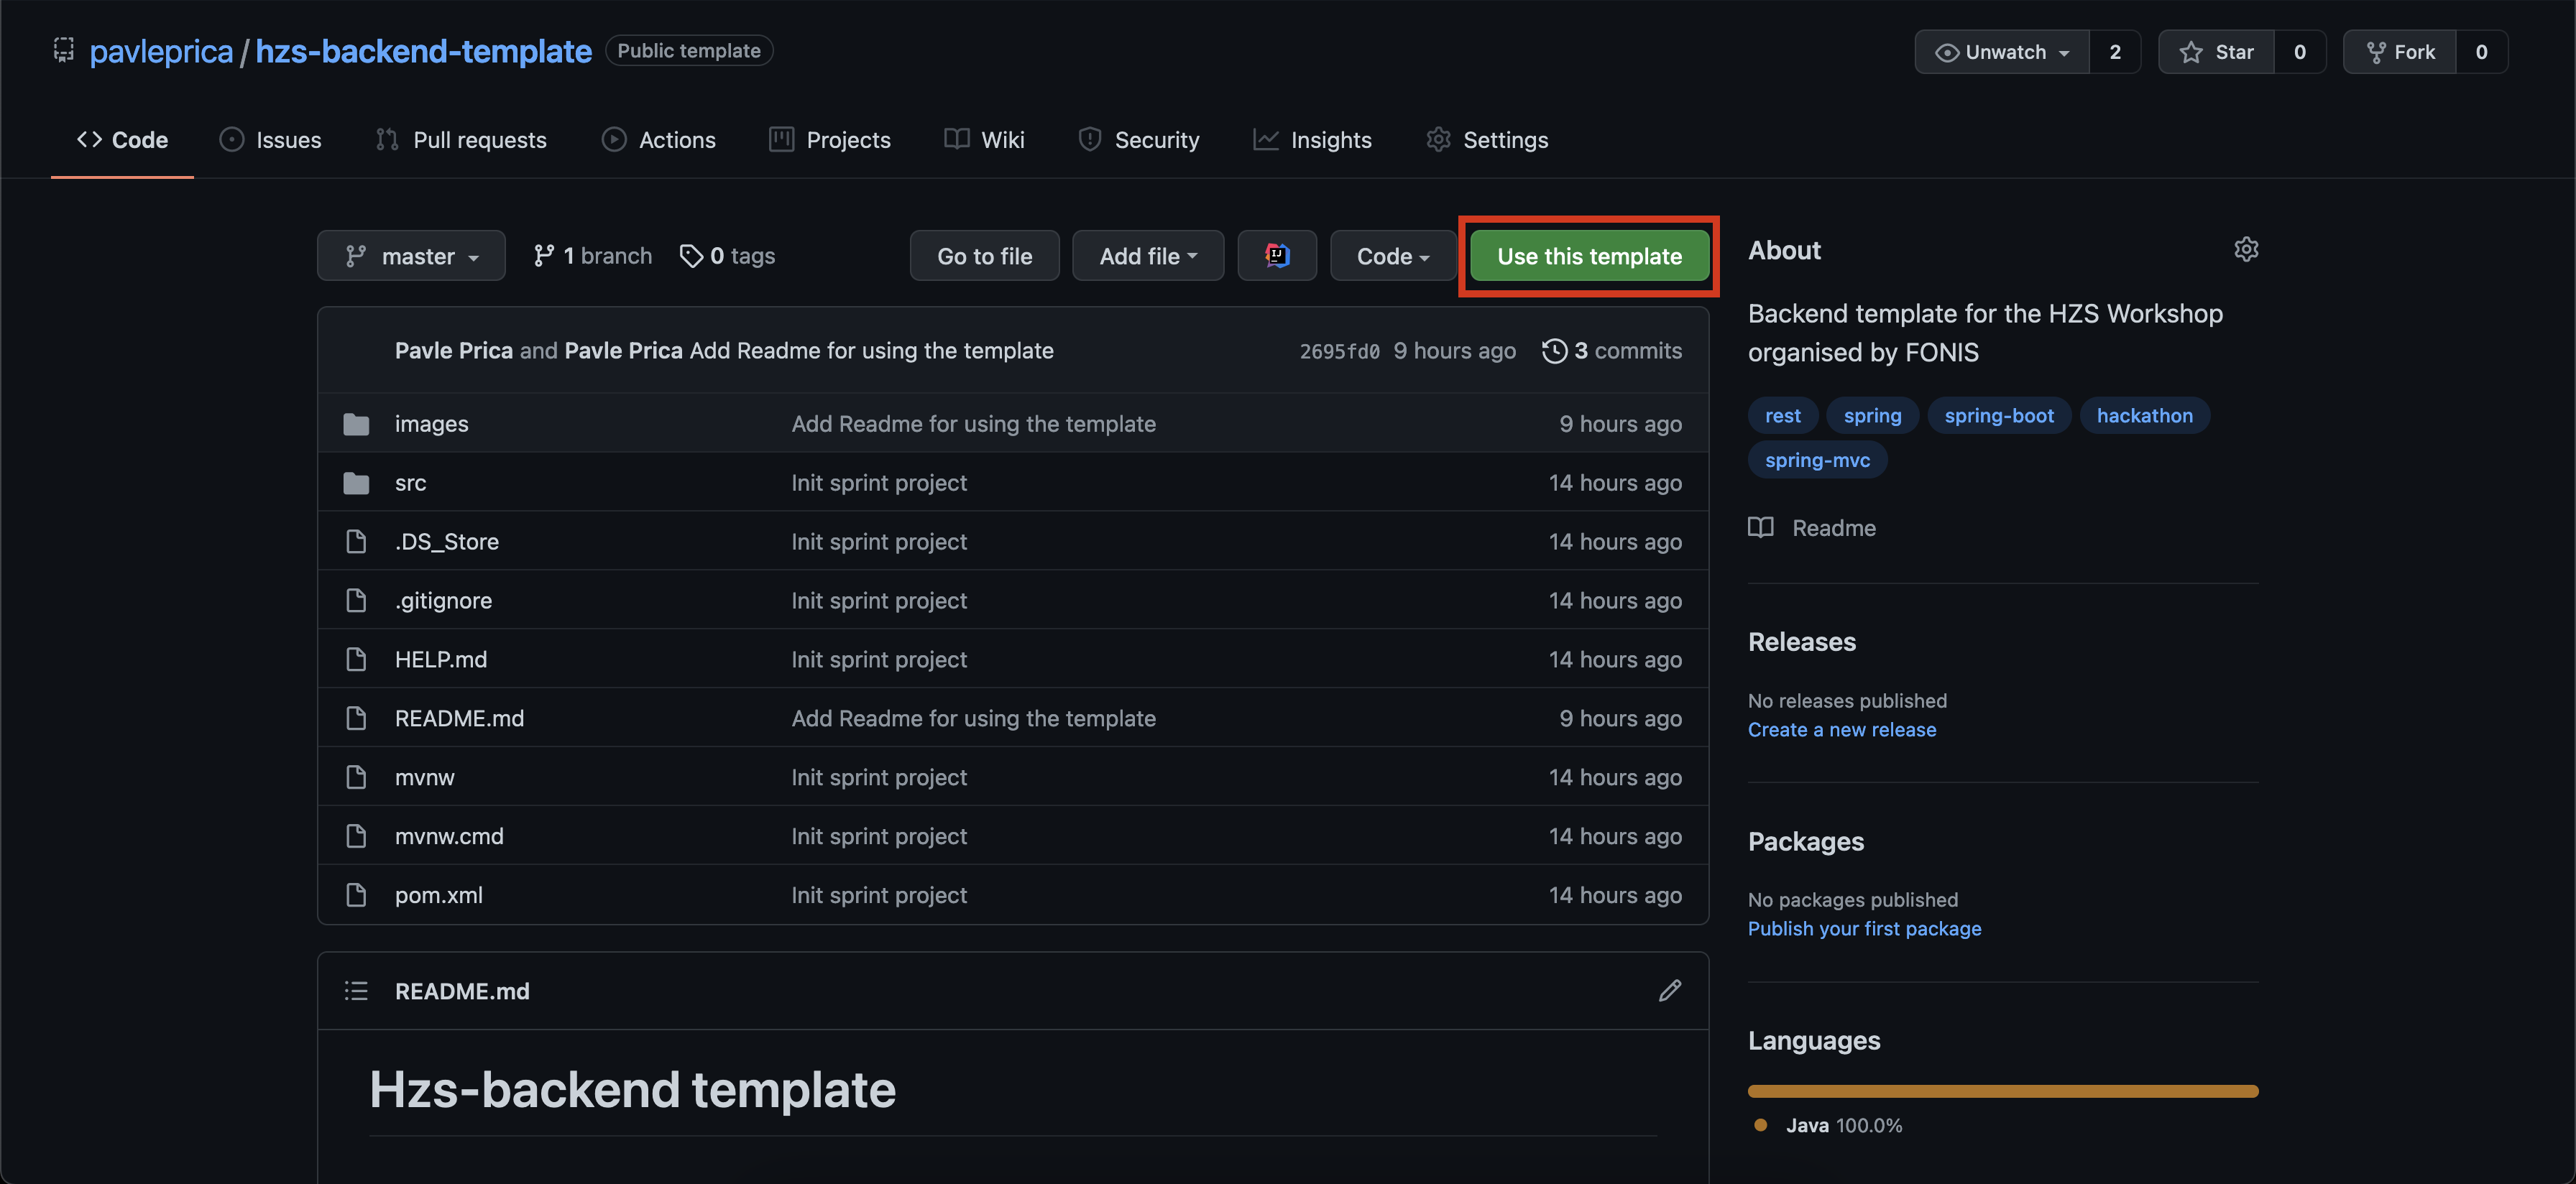 pavleprica / hzs-backend-template Public template Unwatch 2 Star 0 Fork 0
Code Issues Pull requests Actions Projects Wiki Security Insights Settings
master 1 branch 0 tags Go to file Add file IJ Code Use this template
Pavle Prica and Pavle Prica Add Readme for using the template 2695fd0 9 hours ago 3 commits
images Add Readme for using the template 9 hours ago
src Init sprint project 14 hours ago
.DS_Store Init sprint project 14 hours ago
.gitignore Init sprint project 14 hours ago
HELP.md Init sprint project 14 hours ago
README.md Add Readme for using the template 9 hours ago
mvnw Init sprint project 14 hours ago
mvnw.cmd Init sprint project 14 hours ago
pom.xml Init sprint project 14 hours ago
README.md
Hzs-backend template
About
Backend template for the HZS Workshop
organised by FONIS
rest spring spring-boot hackathon
spring-mvc
Readme
Releases
No releases published
Create a new release
Packages
No packages published
Publish your first package
Languages
Java 100.0%